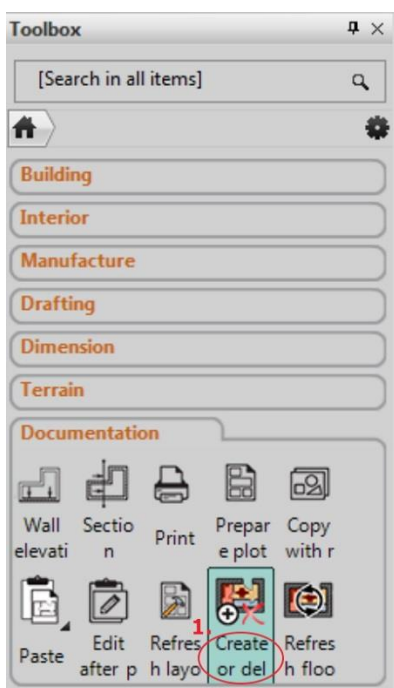 Toolbox
[Search in all items]
Building
Interior
Manufacture
Drafting
Dimension
Terrain
Documentation
Wall
elevati
Sectio
n
Print
Prepar
e plot
Copy
with r
Paste
Edit
after p
Refres
h layo
1.
Create
or del
Refres
h floo